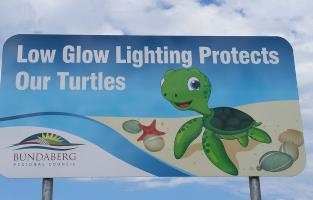 Low Glow Lighting Protects
Our Turtles
BUNDABERG
REGIONAL COUNCIL